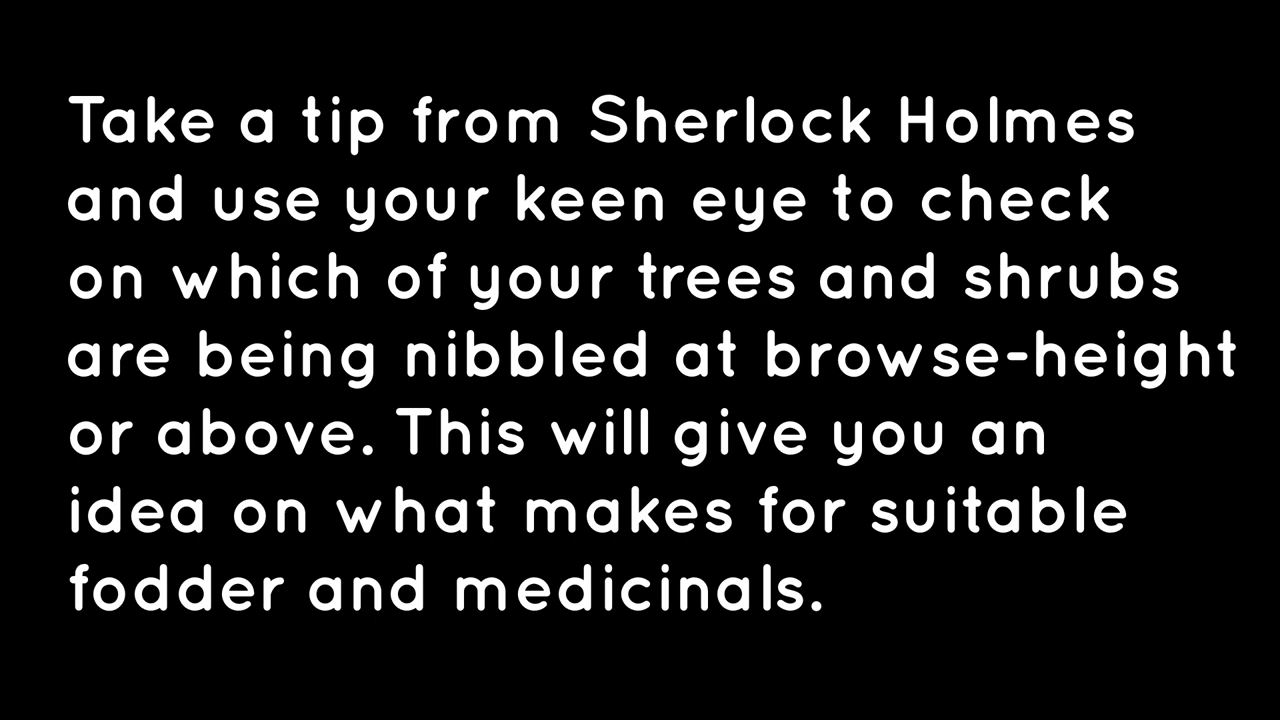 Take a tip from Sherlock Holmes
and use your keen eye to check
on which of your trees and shrubs
are being nibbled at browse-height
or above. This will give you an
idea on what makes for suitable
fodder and medicinals.